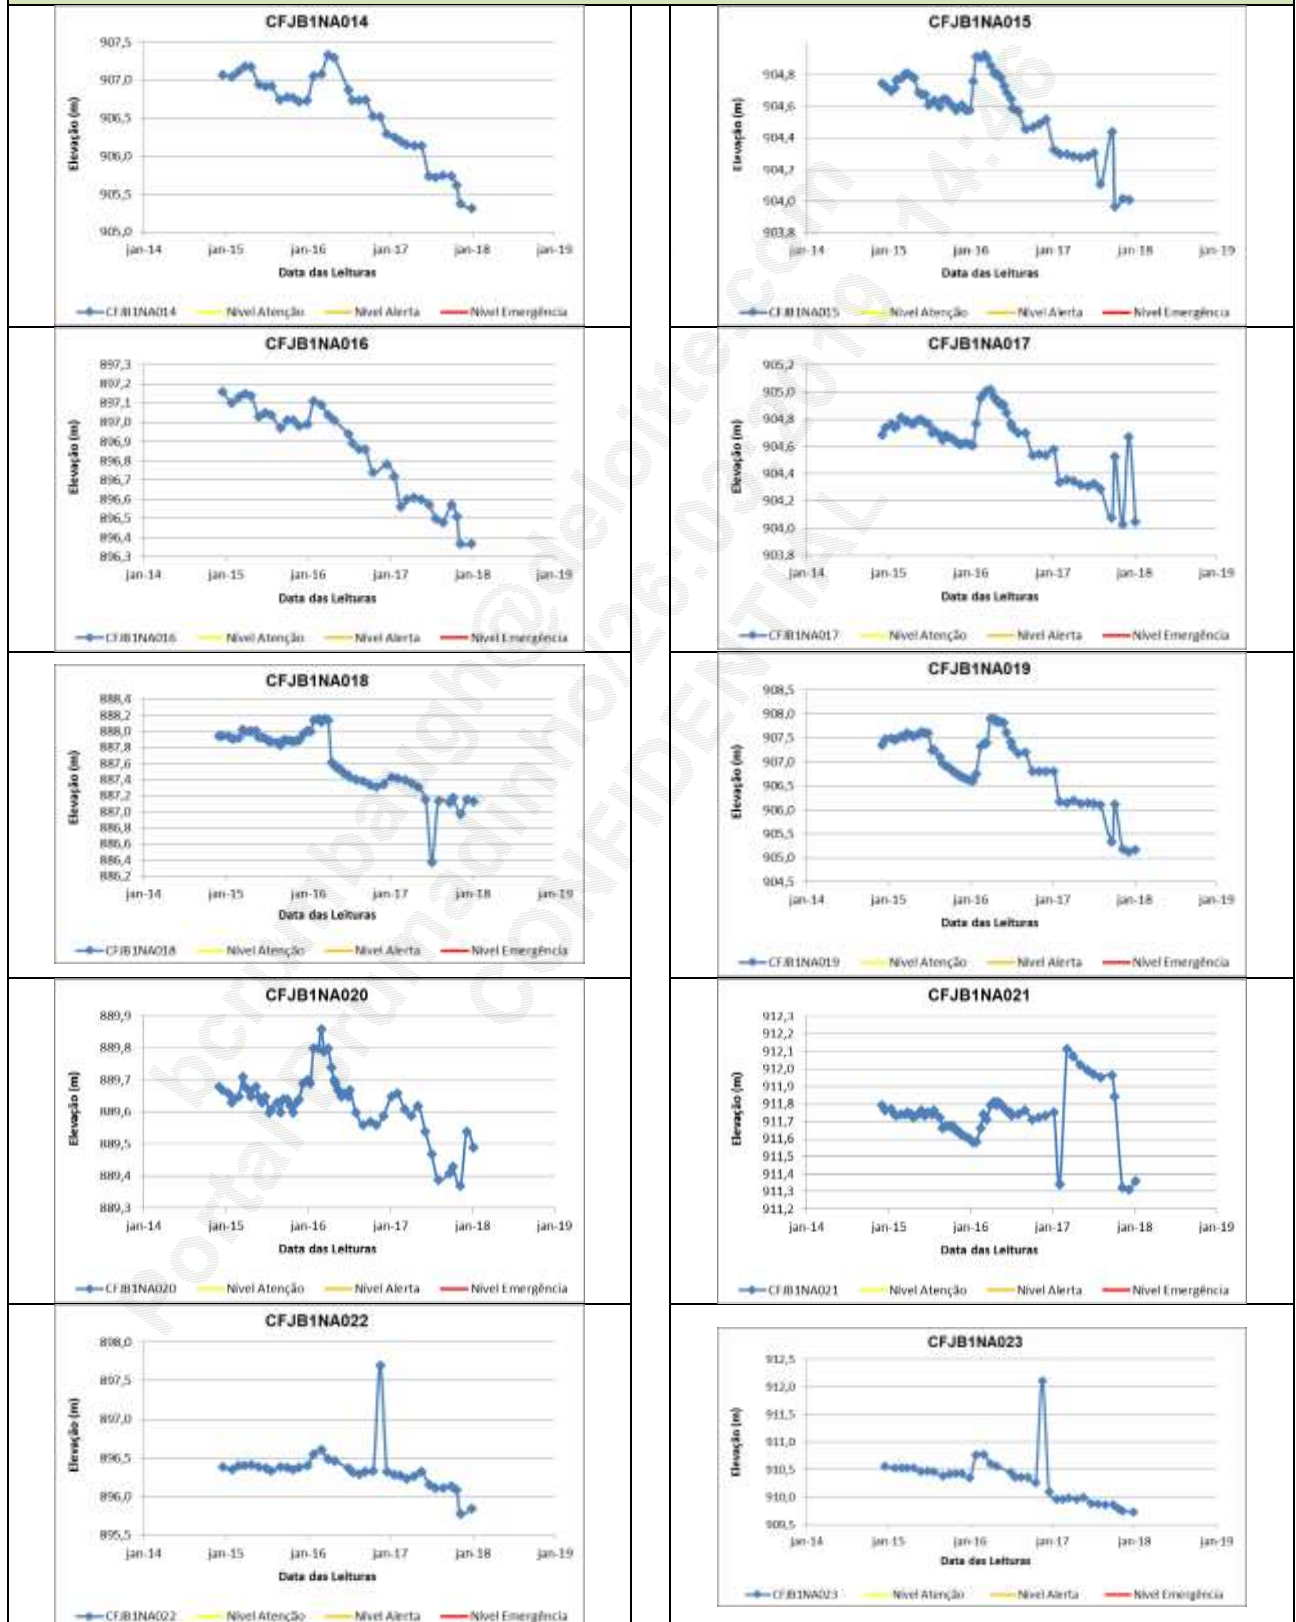 CFJB1NA014
907,5
907,0
906,5
906,0
905,5
905,0
Elevação (m)
jan-14 jan-15 jan-16 jan-17 jan-18 jan-19
Data das Leituras
CFJB1NA014 Nível Atenção Nível Alerta Nível Emergência
CFJB1NA015
904,8
904,6
904,4
904,2
904,0
903,8
Elevação (m)
jan-14 jan-15 jan-16 jan-17 jan-18 jan-19
Data das Leituras
CFJB1NA015 Nível Atenção Nível Alerta Nível Emergência
CFJB1NA016
897,3
897,2
897,1
897,0
896,9
896,8
896,7
896,6
896,5
896,4
896,3
Elevação (m)
jan-14 jan-15 jan-16 jan-17 jan-18 jan-19
Data das Leituras
CFJB1NA016 Nível Atenção Nível Alerta Nível Emergência
CFJB1NA017
905,2
905,0
904,8
904,6
904,4
904,2
904,0
903,8
Elevação (m)
jan-14 jan-15 jan-16 jan-17 jan-18 jan-19
Data das Leituras
CFJB1NA017 Nível Atenção Nível Alerta Nível Emergência
CFJB1NA018
888,4
888,2
888,0
887,8
887,6
887,4
887,2
887,0
886,8
886,6
886,4
886,2
Elevação (m)
jan-14 jan-15 jan-16 jan-17 jan-18 jan-19
Data das Leituras
CFJB1NA018 Nível Atenção Nível Alerta Nível Emergência
CFJB1NA019
908,5
908,0
907,5
907,0
906,5
906,0
905,5
905,0
904,5
Elevação (m)
jan-14 jan-15 jan-16 jan-17 jan-18 jan-19
Data das Leituras
CFJB1NA019 Nível Atenção Nível Alerta Nível Emergência
CFJB1NA020
889,9
889,8
889,7
889,6
889,5
889,4
889,3
Elevação (m)
jan-14 jan-15 jan-16 jan-17 jan-18 jan-19
Data das Leituras
CFJB1NA020 Nível Atenção Nível Alerta Nível Emergência
CFJB1NA021
912,3
912,2
912,1
912,0
911,9
911,8
911,7
911,6
911,5
911,4
911,3
911,2
Elevação (m)
jan-14 jan-15 jan-16 jan-17 jan-18 jan-19
Data das Leituras
CFJB1NA021 Nível Atenção Nível Alerta Nível Emergência
CFJB1NA022
898,0
897,5
897,0
896,5
896,0
895,5
Elevação (m)
jan-14 jan-15 jan-16 jan-17 jan-18 jan-19
Data das Leituras
CFJB1NA022 Nível Atenção Nível Alerta Nível Emergência
CFJB1NA023
912,5
912,0
911,5
911,0
910,5
910,0
909,5
Elevação (m)
jan-14 jan-15 jan-16 jan-17 jan-18 jan-19
Data das Leituras
CFJB1NA023 Nível Atenção Nível Alerta Nível Emergência
CONFIDENTIAL